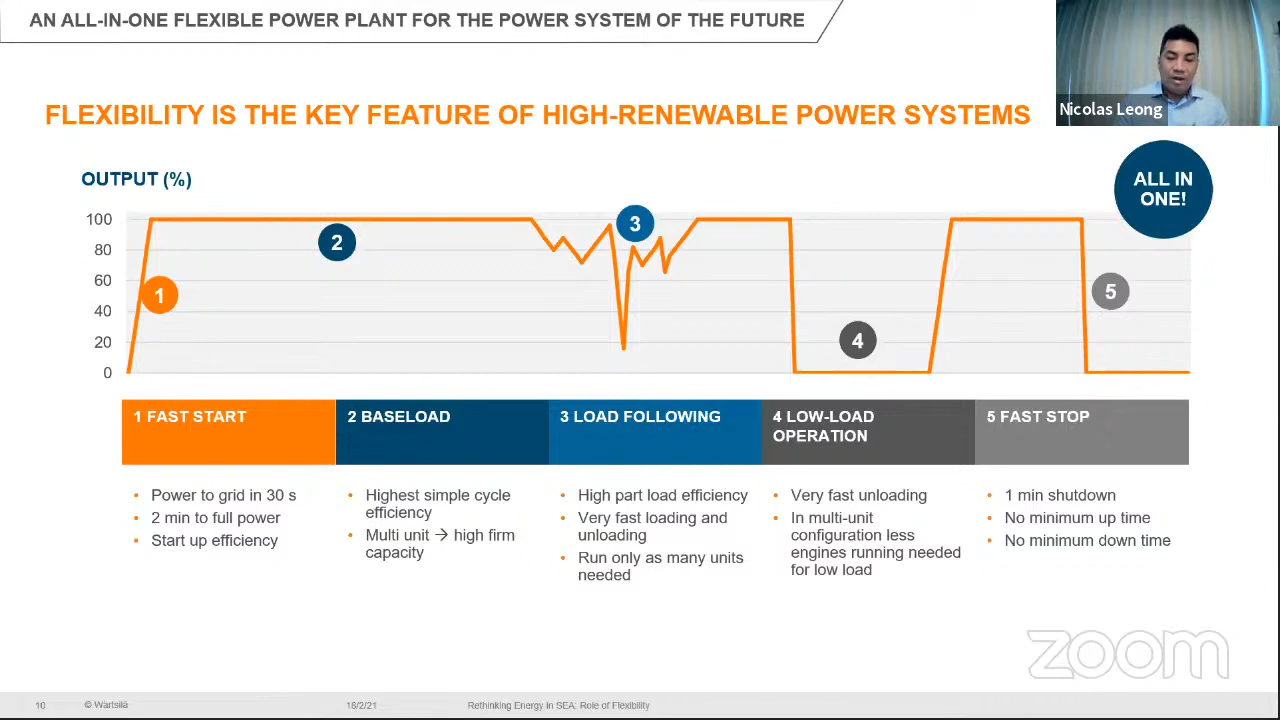 AN ALL-IN-ONE FLEXIBLE POWER PLANT FOR THE POWER SYSTEM OF THE FUTURE
Nicolas Leong
FLEXIBILITY IS THE KEY FEATURE OF HIGH-RENEWABLE POWER SYSTEMS
ALL IN
ONE!
OUTPUT (%)
100
80
60
40
20
0
1
2
3
4
5
1 FAST START
Power to grid in 30 s
2 min to full power
Start up efficiency
2 BASELOAD
Highest simple cycle
efficiency
Multi unit → high firm
capacity
3 LOAD FOLLOWING
High part load efficiency
Very fast loading and
unloading
Run only as many units
needed
4 LOW-LOAD
OPERATION
Very fast unloading
In multi-unit
configuration less
engines running needed
for low load
5 FAST STOP
1 min shutdown
No minimum up time
No minimum down time
zoom
10
© Wärtsilä
18/2/21
Rethinking Energy in SEA: Role of Flexibility